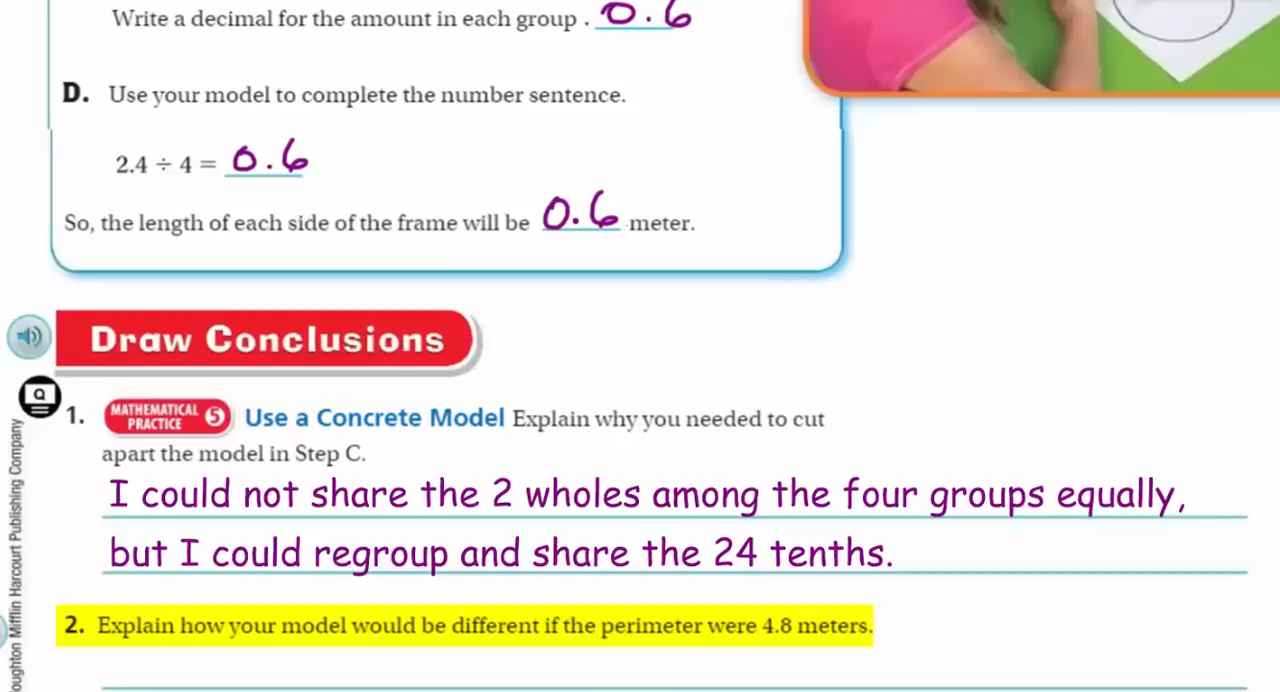 Write a decimal for the amount in each group . 0.6
D. Use your model to complete the number sentence.
2.4 ÷ 4 = 0.6
So, the length of each side of the frame will be 0.6 meter.
Draw Conclusions
Q
1. MATHEMATICAL PRACTICE 5 Use a Concrete Model Explain why you needed to cut
apart the model in Step C.
I could not share the 2 wholes among the four groups equally,
but I could regroup and share the 24 tenths.
2. Explain how your model would be different if the perimeter were 4.8 meters.
oughton Mifflin Harcourt Publishing Company